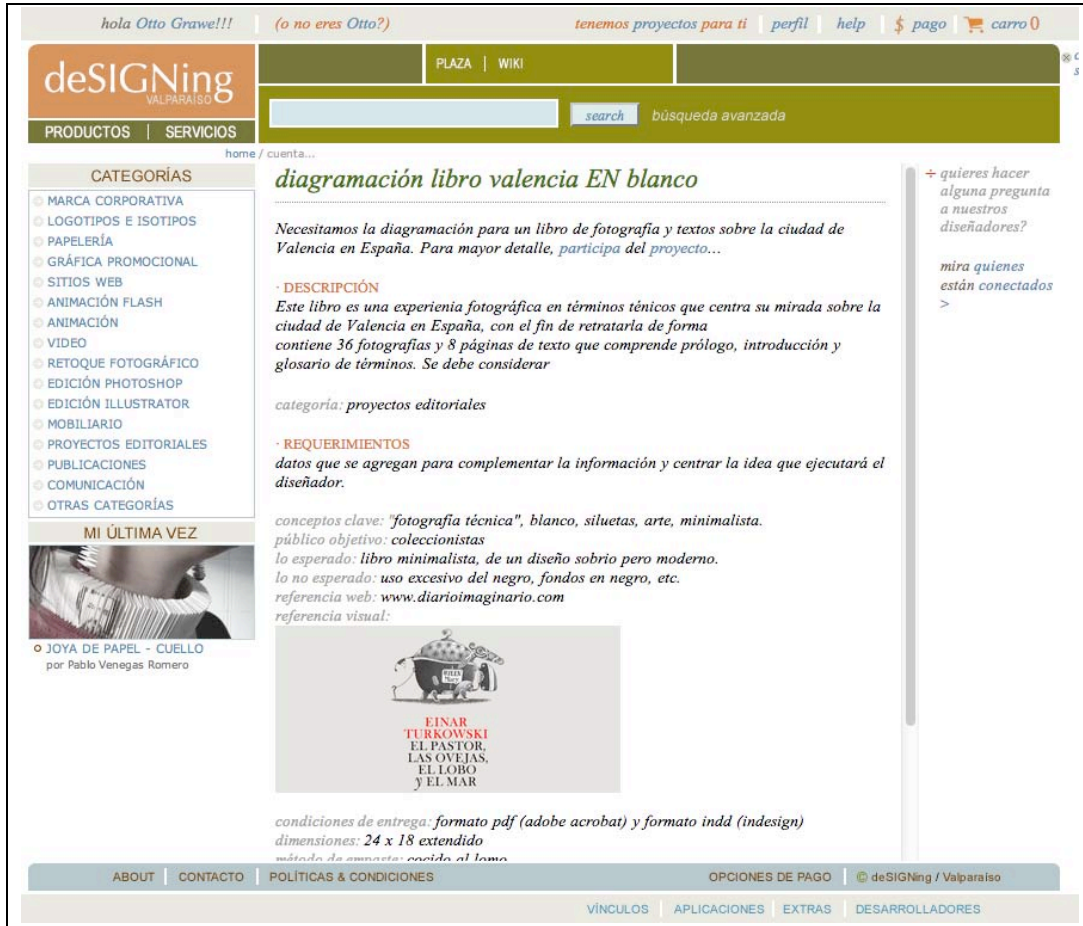 hola Otto Grawe!!!
(o no eres Otto?)
tenemos proyectos para ti
perfil
help
$ pago
carro 0
deSIGNing
VALPARAÍSO
PLAZA | WIKI
search
búsqueda avanzada
PRODUCTOS | SERVICIOS
home / cuenta...
CATEGORÍAS
MARCA CORPORATIVA
LOGOTIPOS E ISOTIPOS
PAPELERÍA
GRÁFICA PROMOCIONAL
SITIOS WEB
ANIMACIÓN FLASH
ANIMACIÓN
VIDEO
RETOQUE FOTOGRÁFICO
EDICIÓN PHOTOSHOP
EDICIÓN ILLUSTRATOR
MOBILIARIO
PROYECTOS EDITORIALES
PUBLICACIONES
COMUNICACIÓN
OTRAS CATEGORÍAS
MI ÚLTIMA VEZ
JOYA DE PAPEL - CUELLO
por Pablo Venegas Romero
diagramación libro valencia EN blanco
Necesitamos la diagramación para un libro de fotografía y textos sobre la ciudad de
Valencia en España. Para mayor detalle, participa del proyecto...
· DESCRIPCIÓN
Este libro es una experienia fotográfica en términos ténicos que centra su mirada sobre la
ciudad de Valencia en España, con el fin de retratarla de forma
contiene 36 fotografías y 8 páginas de texto que comprende prólogo, introducción y
glosario de términos. Se debe considerar
categoría: proyectos editoriales
· REQUERIMIENTOS
datos que se agregan para complementar la información y centrar la idea que ejecutará el
diseñador.
conceptos clave: "fotografía técnica", blanco, siluetas, arte, minimalista.
público objetivo: coleccionistas
lo esperado: libro minimalista, de un diseño sobrio pero moderno.
lo no esperado: uso excesivo del negro, fondos en negro, etc.
referencia web: www.diarioimaginario.com
referencia visual:
EINAR
TURKOWSKI
EL PASTOR,
LAS OVEJAS,
EL LOBO
y EL MAR
condiciones de entrega: formato pdf (adobe acrobat) y formato indd (indesign)
dimensiones: 24 x 18 extendido
método de empaste: cocido al lomo
÷ quieres hacer
alguna pregunta
a nuestros
diseñadores?
mira quienes
están conectados
>
ABOUT
CONTACTO
POLÍTICAS & CONDICIONES
OPCIONES DE PAGO
© deSIGNing / Valparaíso
VÍNCULOS
APLICACIONES
EXTRAS
DESARROLLADORES